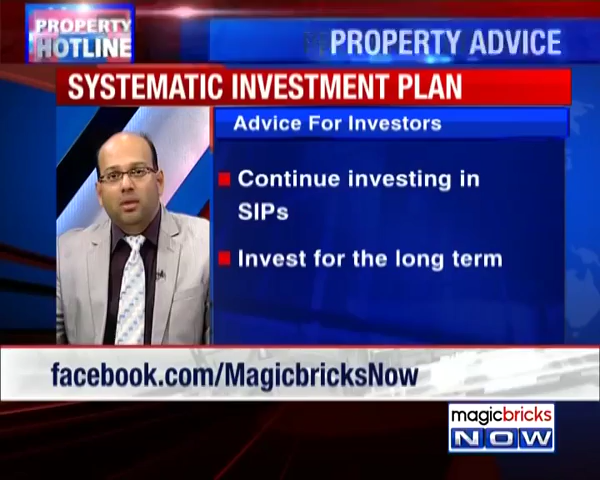 PROPERTY
HOTLINE
PROPERTY ADVICE
SYSTEMATIC INVESTMENT PLAN
Advice For Investors
Continue investing in
SIPs
Invest for the long term
facebook.com/MagicbricksNow
magicbricks
NOW